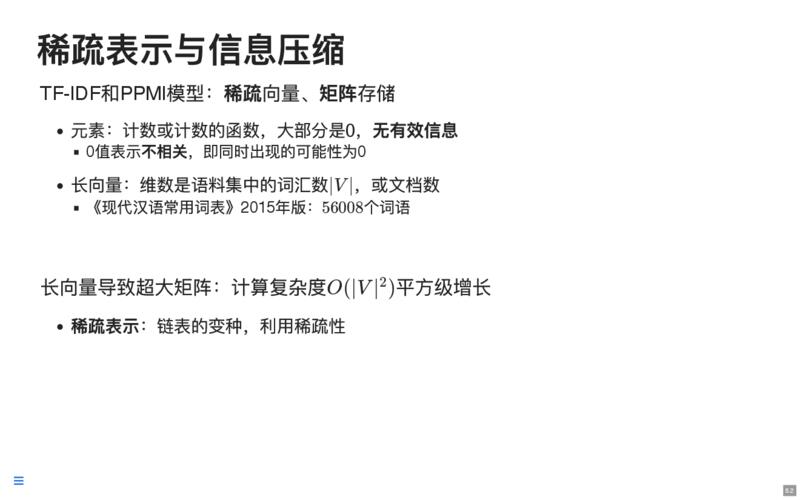 稀疏表示与信息压缩
TF-IDF和PPMI模型：稀疏向量、矩阵存储
• 元素：计数或计数的函数，大部分是0，无有效信息
▪ 0值表示不相关，即同时出现的可能性为0
• 长向量：维数是语料集中的词汇数|V|，或文档数
▪ 《现代汉语常用词表》2015年版：56008个词语
长向量导致超大矩阵：计算复杂度O(|V|²)平方级增长
• 稀疏表示：链表的变种，利用稀疏性
5.2